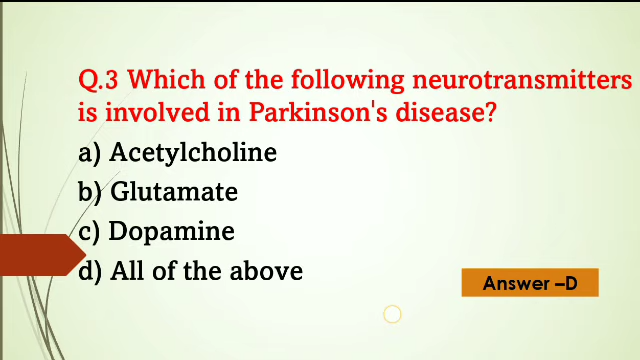 Q.3 Which of the following neurotransmitters
is involved in Parkinson's disease?
a) Acetylcholine
b) Glutamate
c) Dopamine
d) All of the above
Answer –D